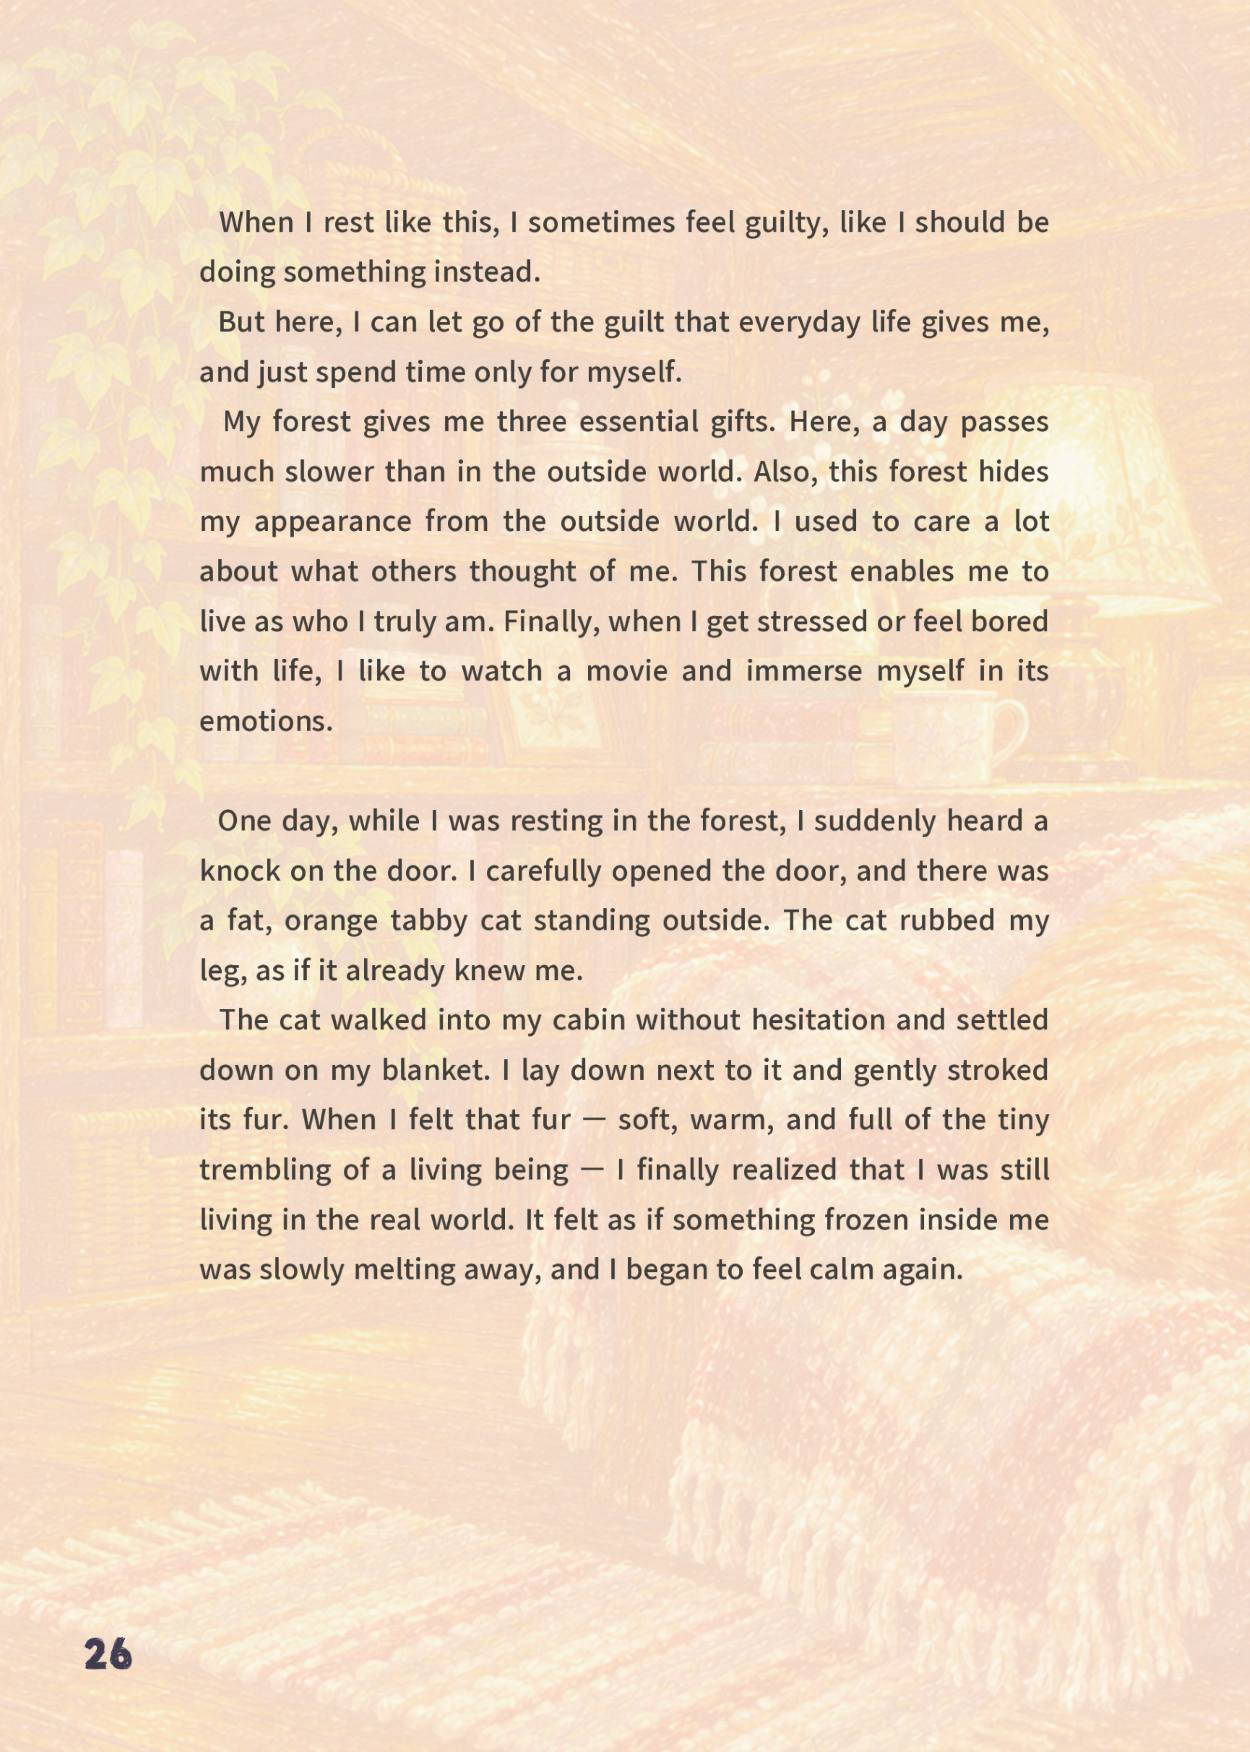 When I rest like this, I sometimes feel guilty, like I should be
doing something instead.
But here, I can let go of the guilt that everyday life gives me,
and just spend time only for myself.
My forest gives me three essential gifts. Here, a day passes
much slower than in the outside world. Also, this forest hides
my appearance from the outside world. I used to care a lot
about what others thought of me. This forest enables me to
live as who I truly am. Finally, when I get stressed or feel bored
with life, I like to watch a movie and immerse myself in its
emotions.
One day, while I was resting in the forest, I suddenly heard a
knock on the door. I carefully opened the door, and there was
a fat, orange tabby cat standing outside. The cat rubbed my
leg, as if it already knew me.
The cat walked into my cabin without hesitation and settled
down on my blanket. I lay down next to it and gently stroked
its fur. When I felt that fur — soft, warm, and full of the tiny
trembling of a living being — I finally realized that I was still
living in the real world. It felt as if something frozen inside me
was slowly melting away, and I began to feel calm again.
26